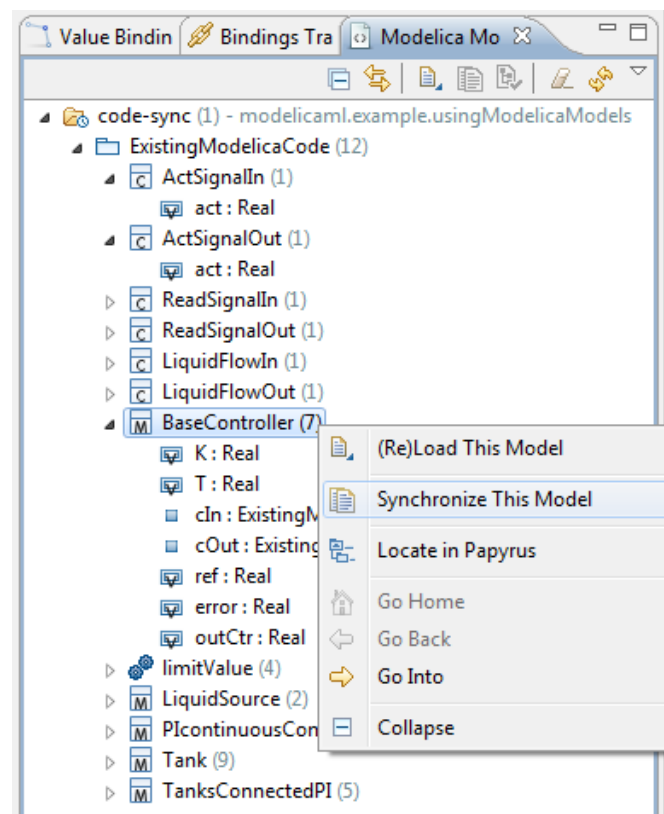 Value Bindin Bindings Tra Modelica Mo
code-sync (1) - modelicaml.example.usingModelicaModels
ExistingModelicaCode (12)
C ActSignalIn (1)
act : Real
C ActSignalOut (1)
act : Real
C ReadSignalIn (1)
C ReadSignalOut (1)
C LiquidFlowIn (1)
C LiquidFlowOut (1)
M BaseController (7)
(Re)Load This Model
K : Real
T : Real
Synchronize This Model
cIn : ExistingM
cOut : Existing
Locate in Papyrus
ref : Real
error : Real
Go Home
outCtr : Real
Go Back
limitValue (4)
Go Into
M LiquidSource (2)
M PIcontinuousCon
Collapse
M Tank (9)
M TanksConnectedPI (5)